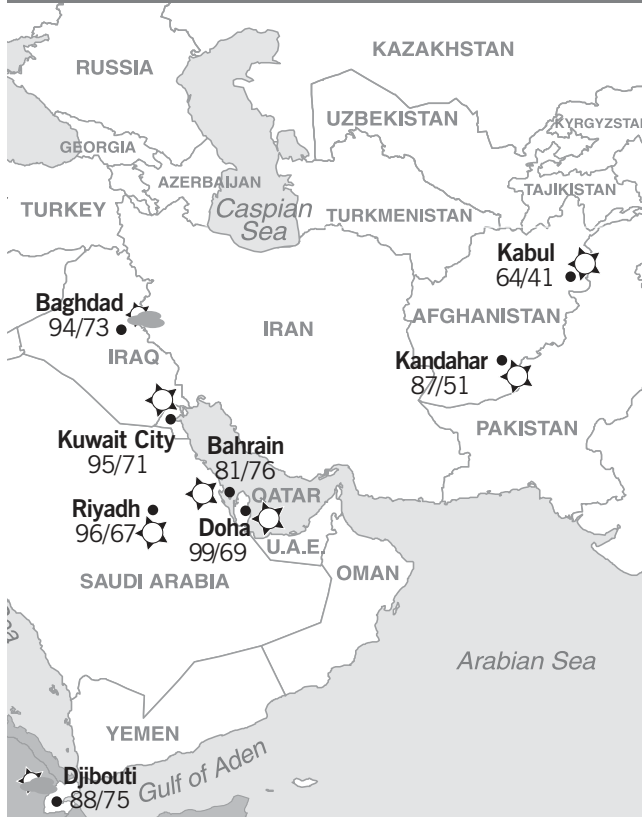 KAZAKHSTAN
RUSSIA
UZBEKISTAN
KYRGYZSTAN
GEORGIA
AZERBAIJAN
TAJIKISTAN
TURKEY
Caspian
Sea
TURKMENISTAN
Kabul
64/41
Baghdad
94/73
IRAN
AFGHANISTAN
IRAQ
Kandahar
87/51
PAKISTAN
Kuwait City
95/71
Bahrain
81/76
QATAR
Riyadh
96/67
Doha
99/69
U.A.E.
SAUDI ARABIA
OMAN
Arabian Sea
YEMEN
Gulf of Aden
Djibouti
88/75